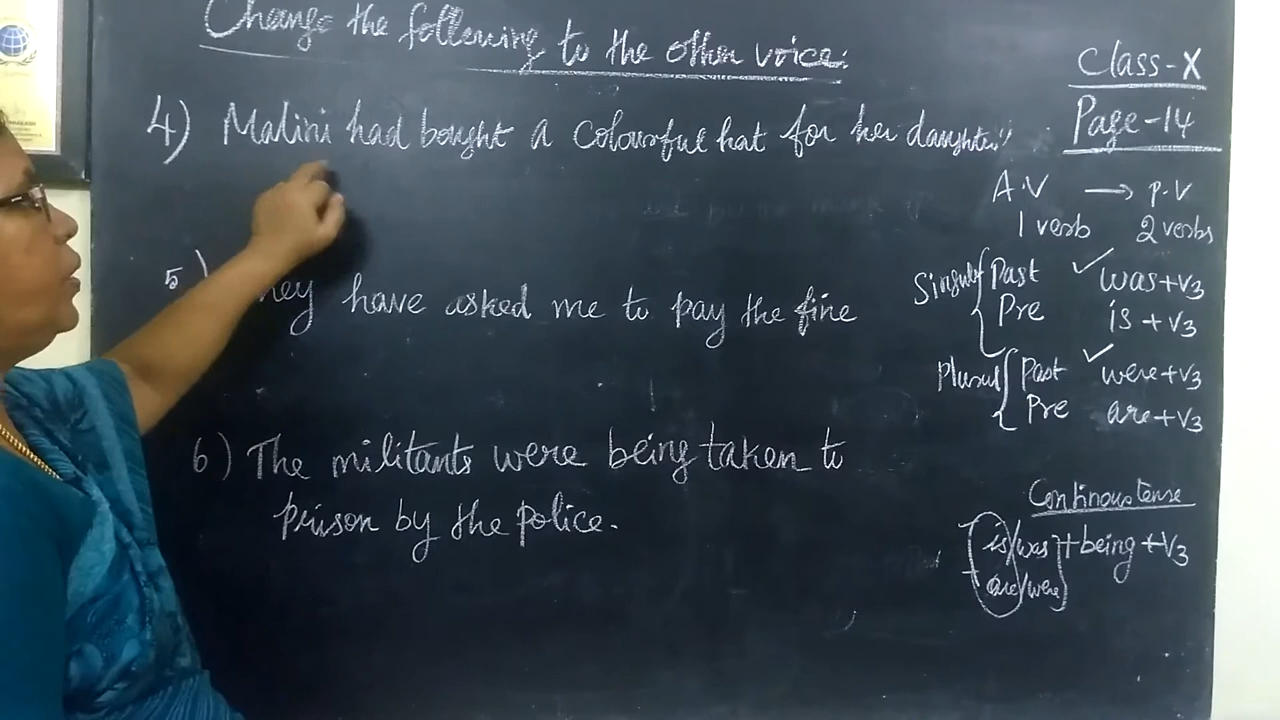 Change the following to the other voice:
Class-X
Page-14
4) Malini had bought a colourful hat for her daughter.
A.V → P.V
1 verb 2 verbs
Singular Past ✓ was+v3
Pre is+v3
5) They have asked me to pay the fine
Plural Past ✓ were+v3
Pre are+v3
6) The militants were being taken to
prison by the police.
Continous tense
is/was +being+v3
are/were